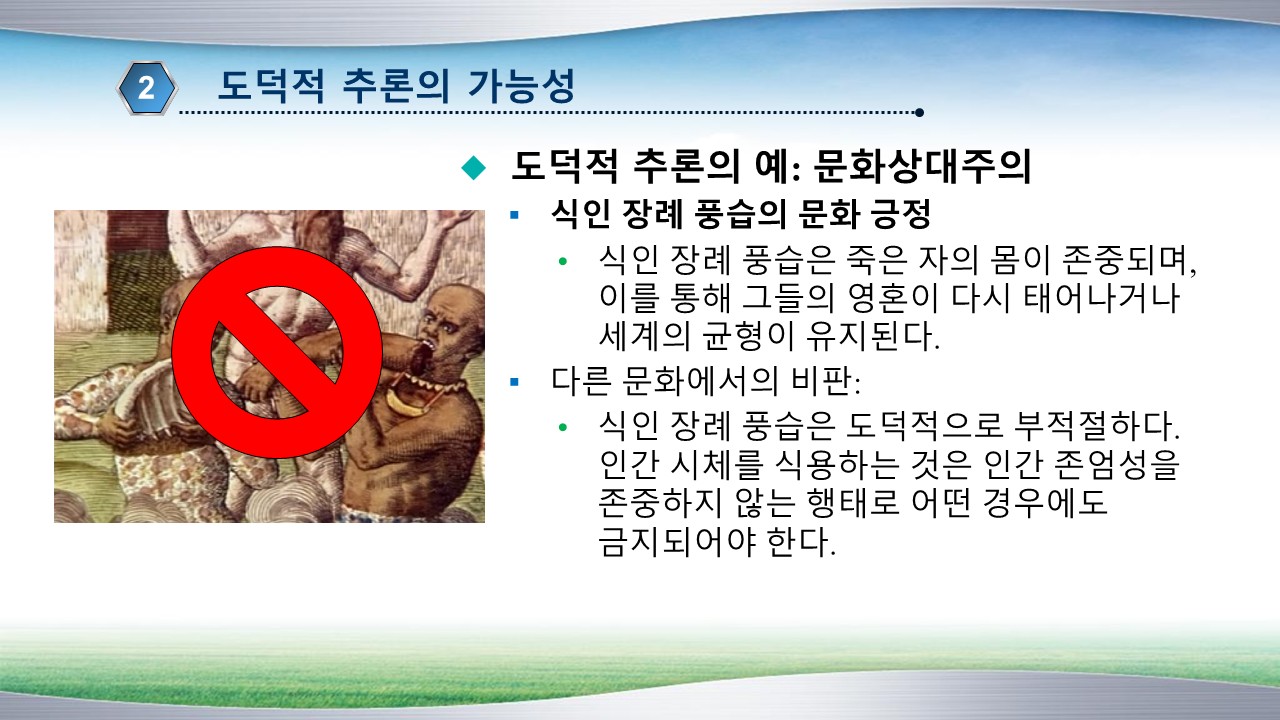 2
도덕적 추론의 가능성
도덕적 추론의 예: 문화상대주의
식인 장례 풍습의 문화 긍정
식인 장례 풍습은 죽은 자의 몸이 존중되며,
이를 통해 그들의 영혼이 다시 태어나거나
세계의 균형이 유지된다.
다른 문화에서의 비판:
식인 장례 풍습은 도덕적으로 부적절하다.
인간 시체를 식용하는 것은 인간 존엄성을
존중하지 않는 행태로 어떤 경우에도
금지되어야 한다.